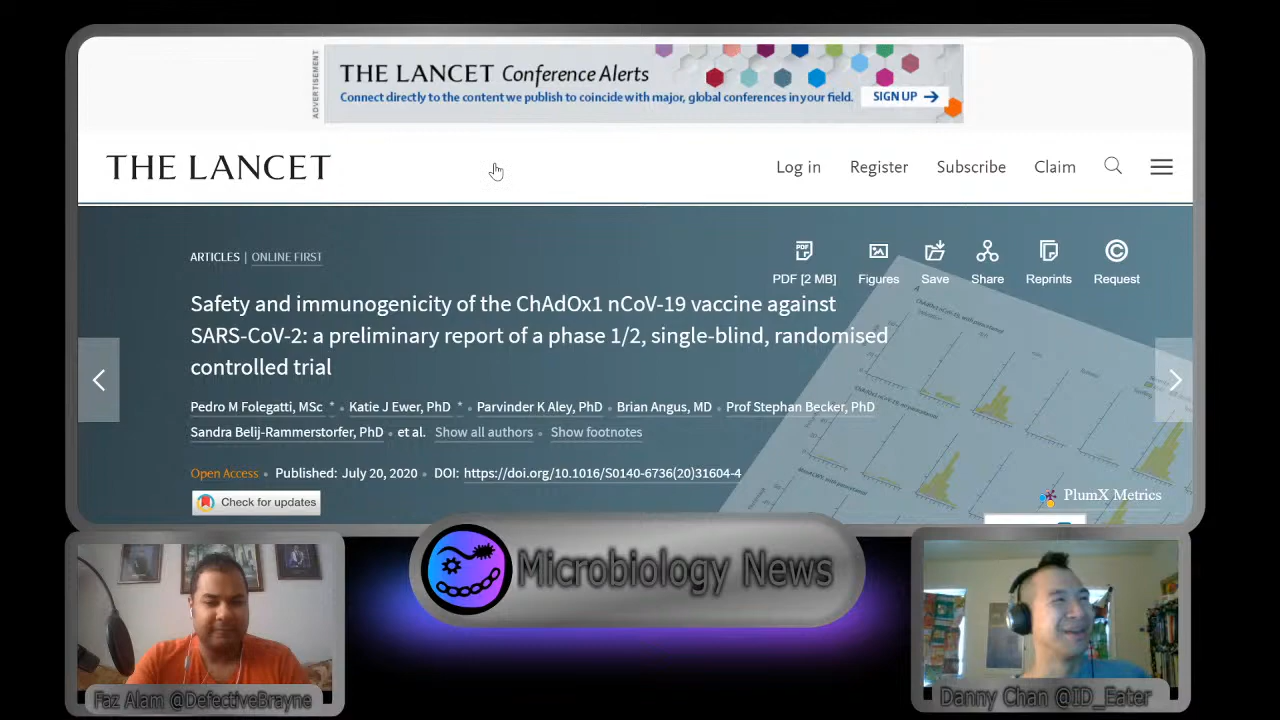 ADVERTISEMENT
THE LANCET Conference Alerts
Connect directly to the content we publish to coincide with major, global conferences in your field.
SIGN UP
THE LANCET
Log in
Register
Subscribe
Claim
ARTICLES | ONLINE FIRST
PDF
PDF [2 MB]
Figures
Save
Share
Reprints
Request
Safety and immunogenicity of the ChAdOx1 nCoV-19 vaccine against
SARS-CoV-2: a preliminary report of a phase 1/2, single-blind, randomised
controlled trial
Pedro M Folegatti, MSc * • Katie J Ewer, PhD * • Parvinder K Aley, PhD • Brian Angus, MD • Prof Stephan Becker, PhD
Sandra Belij-Rammerstorfer, PhD • et al. Show all authors • Show footnotes
Open Access • Published: July 20, 2020 • DOI: https://doi.org/10.1016/S0140-6736(20)31604-4
Check for updates
PlumX Metrics
Microbiology News
Faz Alam @DefectiveBrayne
Danny Chan @ID_Eater